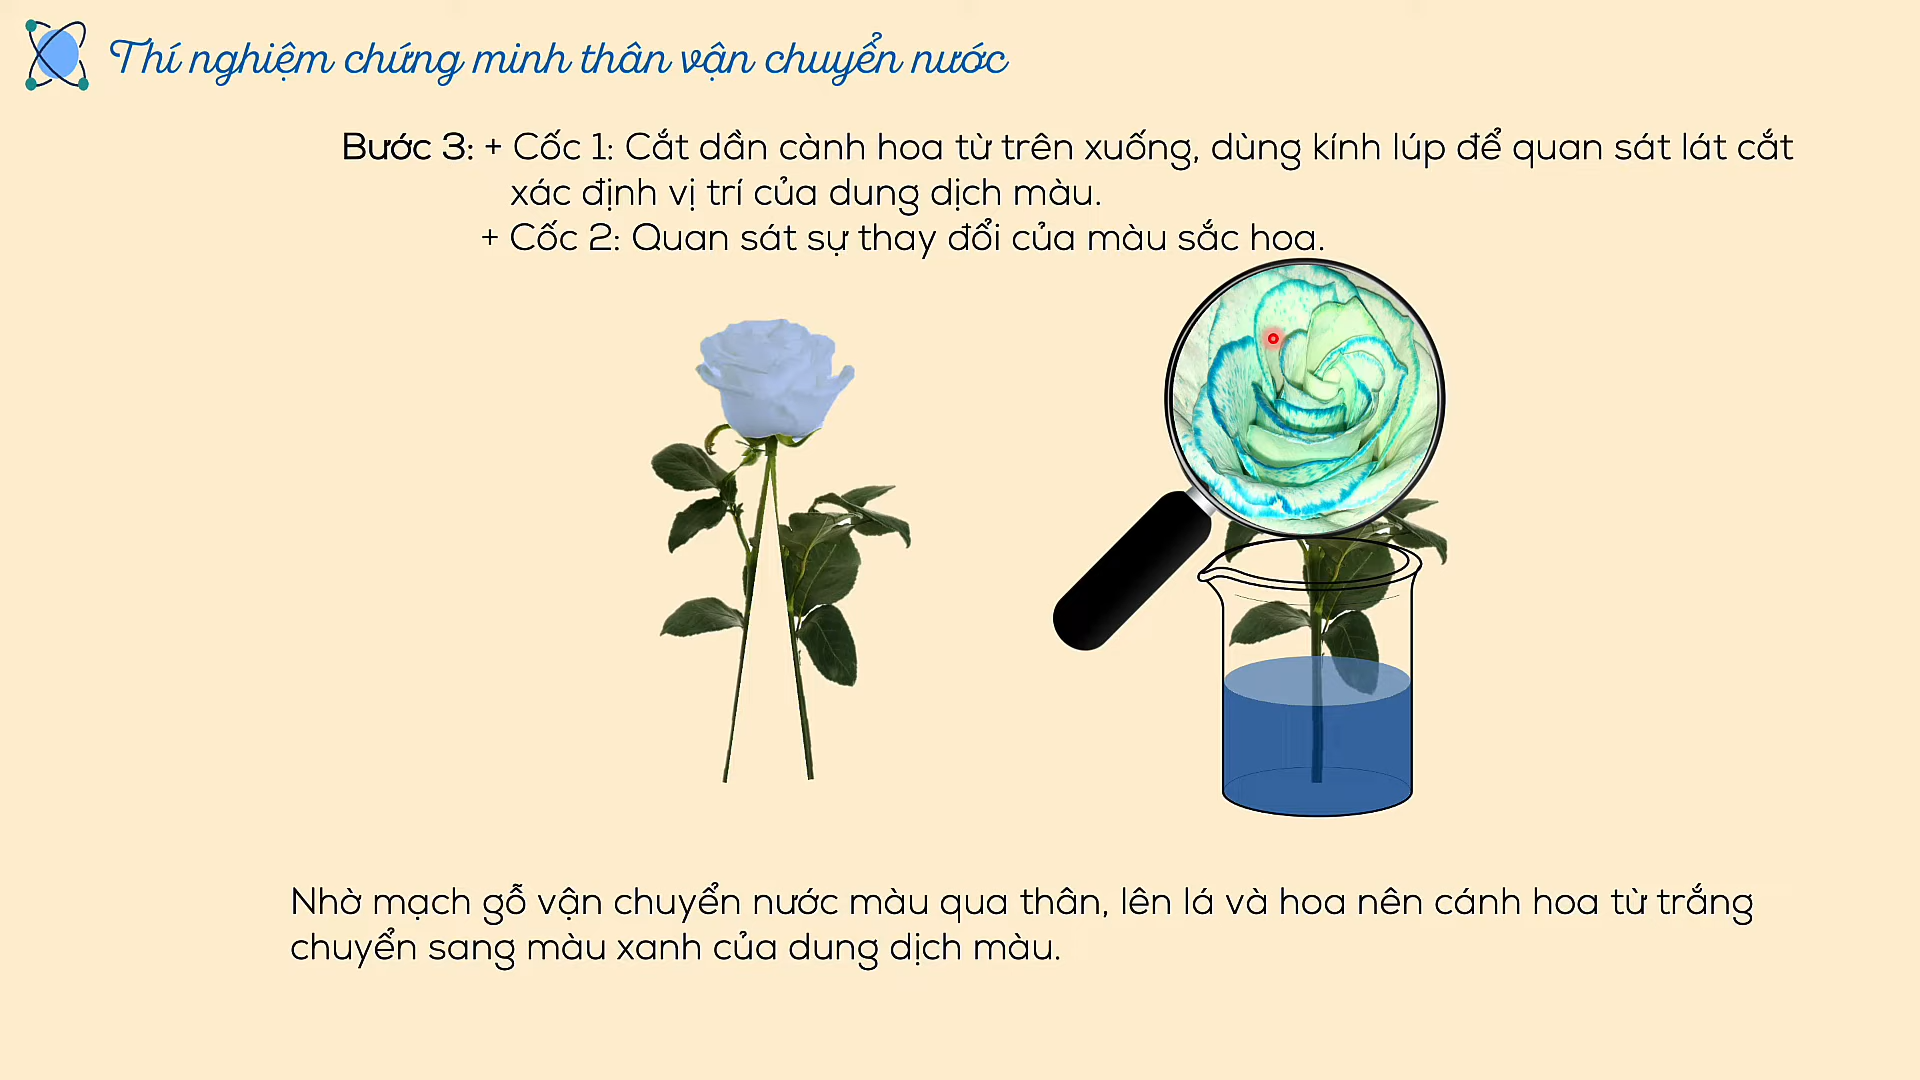 Thí nghiệm chứng minh thân vận chuyển nước
Bước 3: + Cốc 1: Cắt dần cành hoa từ trên xuống, dùng kính lúp để quan sát lát cắt
xác định vị trí của dung dịch màu.
+ Cốc 2: Quan sát sự thay đổi của màu sắc hoa.
Nhờ mạch gỗ vận chuyển nước màu qua thân, lên lá và hoa nên cánh hoa từ trắng
chuyển sang màu xanh của dung dịch màu.